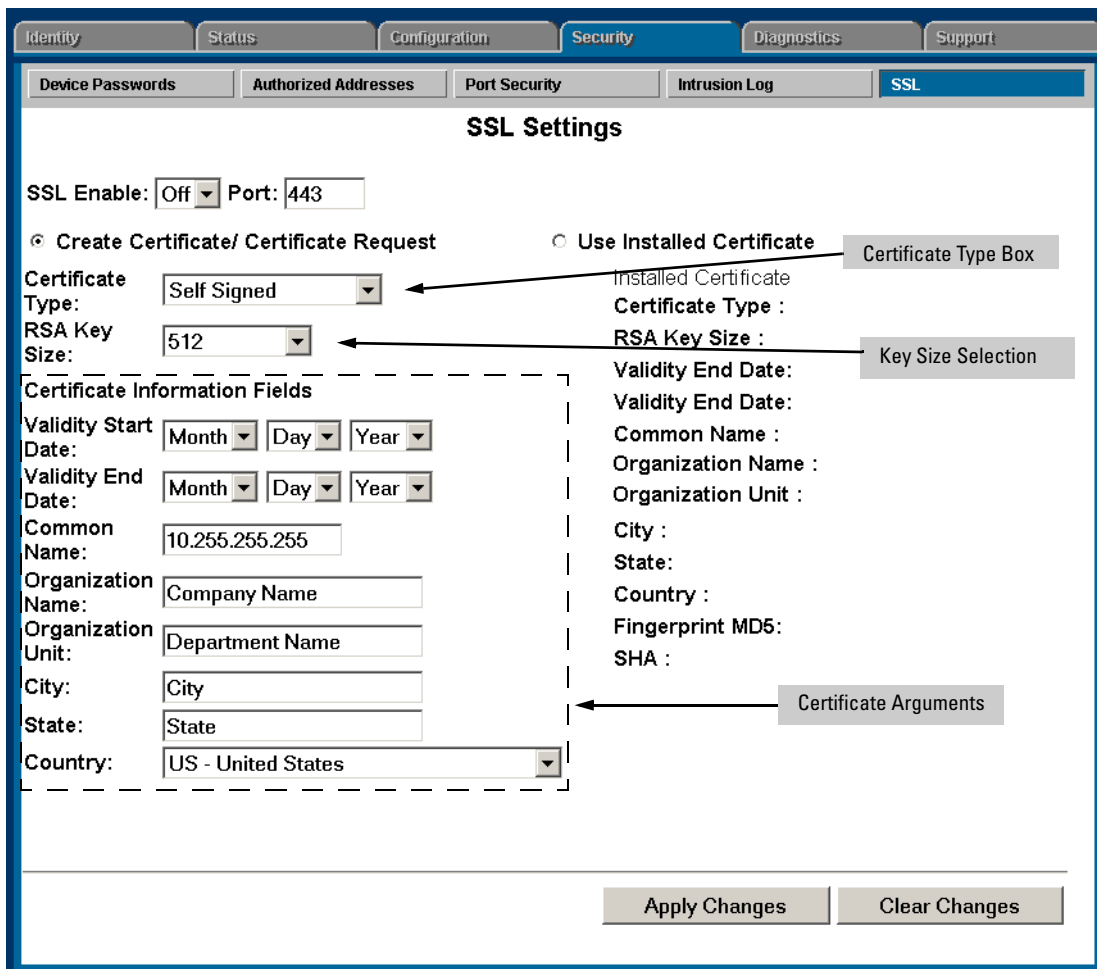 Identity Status Configuration Security Diagnostics Support
Device Passwords Authorized Addresses Port Security Intrusion Log SSL
SSL Settings
SSL Enable: Off Port: 443
Create Certificate/ Certificate Request
Use Installed Certificate
Certificate Type Box
Certificate
Type:
Self Signed
RSA Key
Size:
512
Certificate Information Fields
Validity Start
Date:
Month Day Year
Validity End
Date:
Month Day Year
Common
Name:
10.255.255.255
Organization
Name:
Company Name
Organization
Unit:
Department Name
City:
City
State:
State
Country:
US - United States
Installed Certificate
Certificate Type :
RSA Key Size :
Key Size Selection
Validity End Date:
Validity End Date:
Common Name :
Organization Name :
Organization Unit :
City :
State:
Country :
Fingerprint MD5:
SHA :
Certificate Arguments
Apply Changes Clear Changes